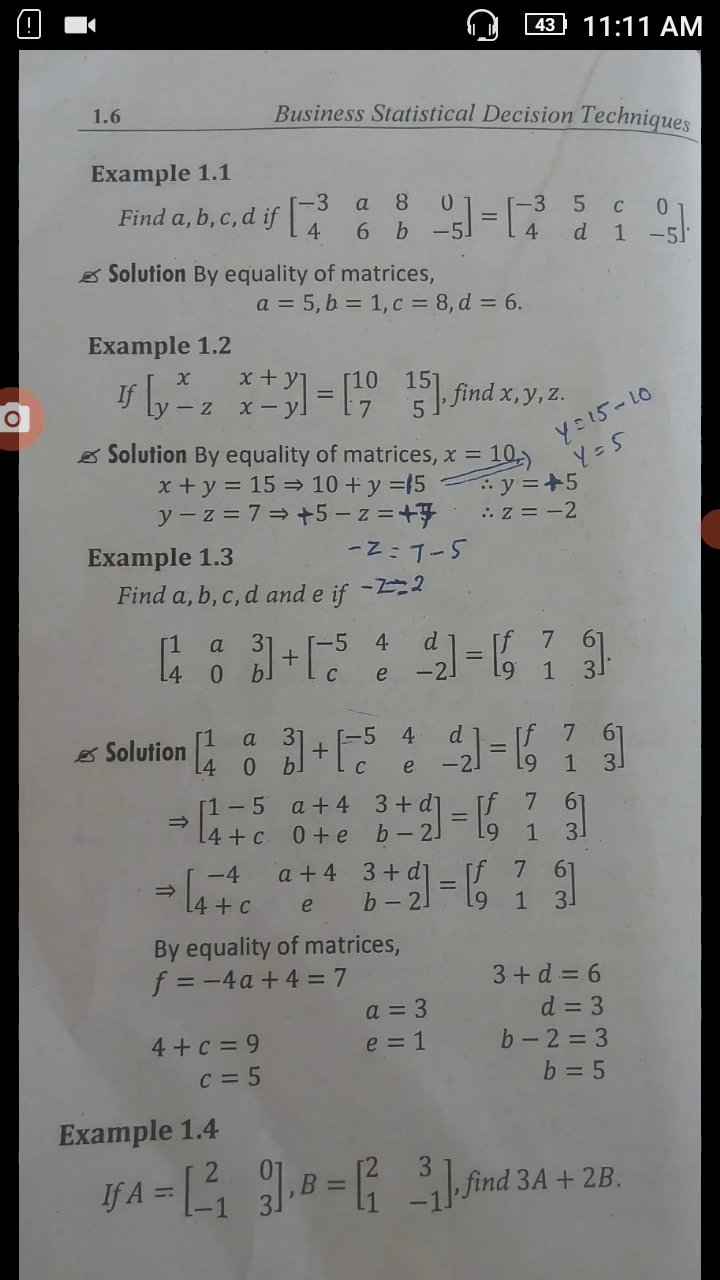 43 11:11 AM
1.6 Business Statistical Decision Techniques
Example 1.1
Find a, b, c, d if [−3 a 8 0
4 6 b −5] = [−3 5 c 0
4 d 1 −5].
Solution By equality of matrices,
a = 5, b = 1, c = 8, d = 6.
Example 1.2
If [x x + y
y − z x − y] = [10 15
7 5], find x, y, z.
y=15-10
y=5
Solution By equality of matrices, x = 10,
x + y = 15 ⇒ 10 + y =15 ∴ y = +5
y − z = 7 ⇒ +5 − z = +7 ∴ z = −2
-z = 7-5
Example 1.3
-z=2
Find a, b, c, d and e if
[1 a 3
4 0 b] + [−5 4 d
c e −2] = [f 7 6
9 1 3].
Solution [1 a 3
4 0 b] + [−5 4 d
c e −2] = [f 7 6
9 1 3]
⇒ [1 − 5 a + 4 3 + d
4 + c 0 + e b − 2] = [f 7 6
9 1 3]
⇒ [−4 a + 4 3 + d
4 + c e b − 2] = [f 7 6
9 1 3]
By equality of matrices,
f = −4a + 4 = 7 3 + d = 6
a = 3 d = 3
4 + c = 9 e = 1 b − 2 = 3
c = 5 b = 5
Example 1.4
If A = [2 0
−1 3], B = [2 3
1 −1], find 3A + 2B.